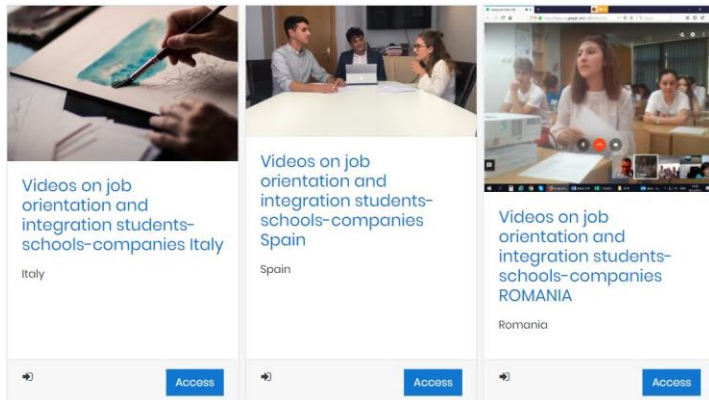 Videos on job
orientation and
integration students-
schools-companies Italy
Italy
Access
Videos on job
orientation and
integration students-
schools-companies
Spain
Spain
Access
Videos on job
orientation and
integration students-
schools-companies
ROMANIA
Romania
Access